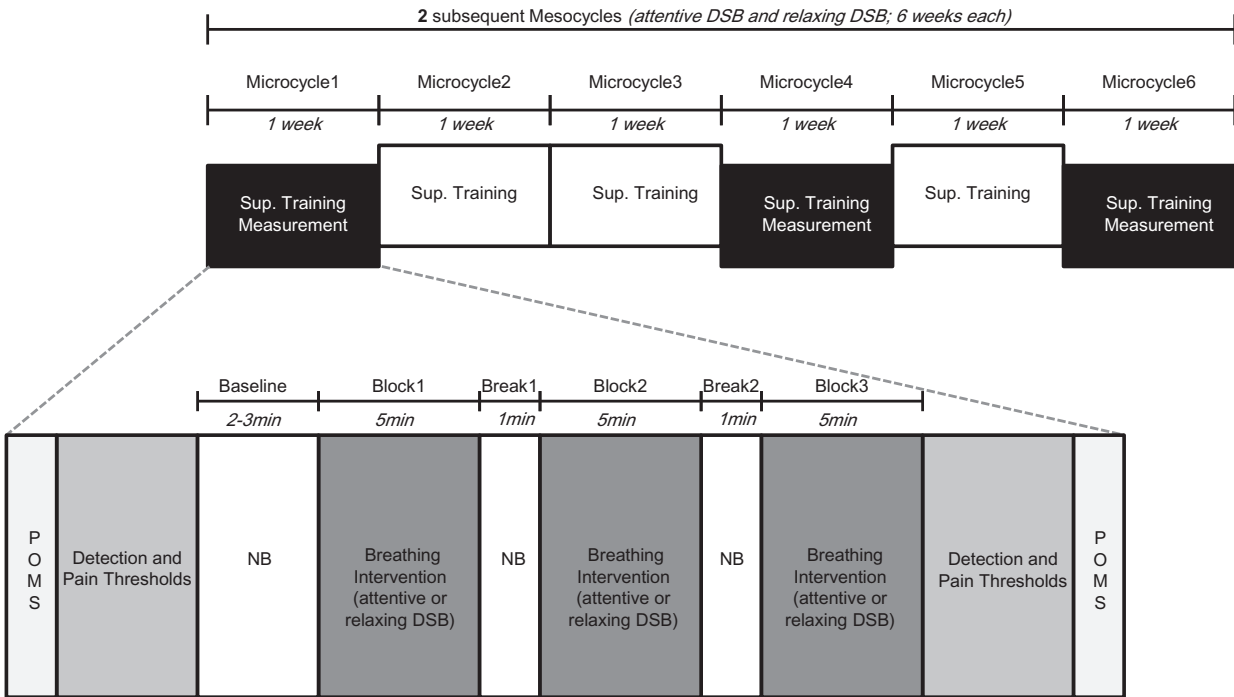 2 subsequent Mesocycles (attentive DSB and relaxing DSB; 6 weeks each)
Microcycle1 Microcycle2 Microcycle3 Microcycle4 Microcycle5 Microcycle6
1 week 1 week 1 week 1 week 1 week 1 week
Sup. Training
Measurement
Sup. Training
Sup. Training
Sup. Training
Measurement
Sup. Training
Sup. Training
Measurement
Baseline Block1 Break1 Block2 Break2 Block3
2-3min 5min 1min 5min 1min 5min
P
O
M
S
Detection and
Pain Thresholds
NB
Breathing
Intervention
(attentive or
relaxing DSB)
NB
Breathing
Intervention
(attentive or
relaxing DSB)
NB
Breathing
Intervention
(attentive or
relaxing DSB)
Detection and
Pain Thresholds
P
O
M
S